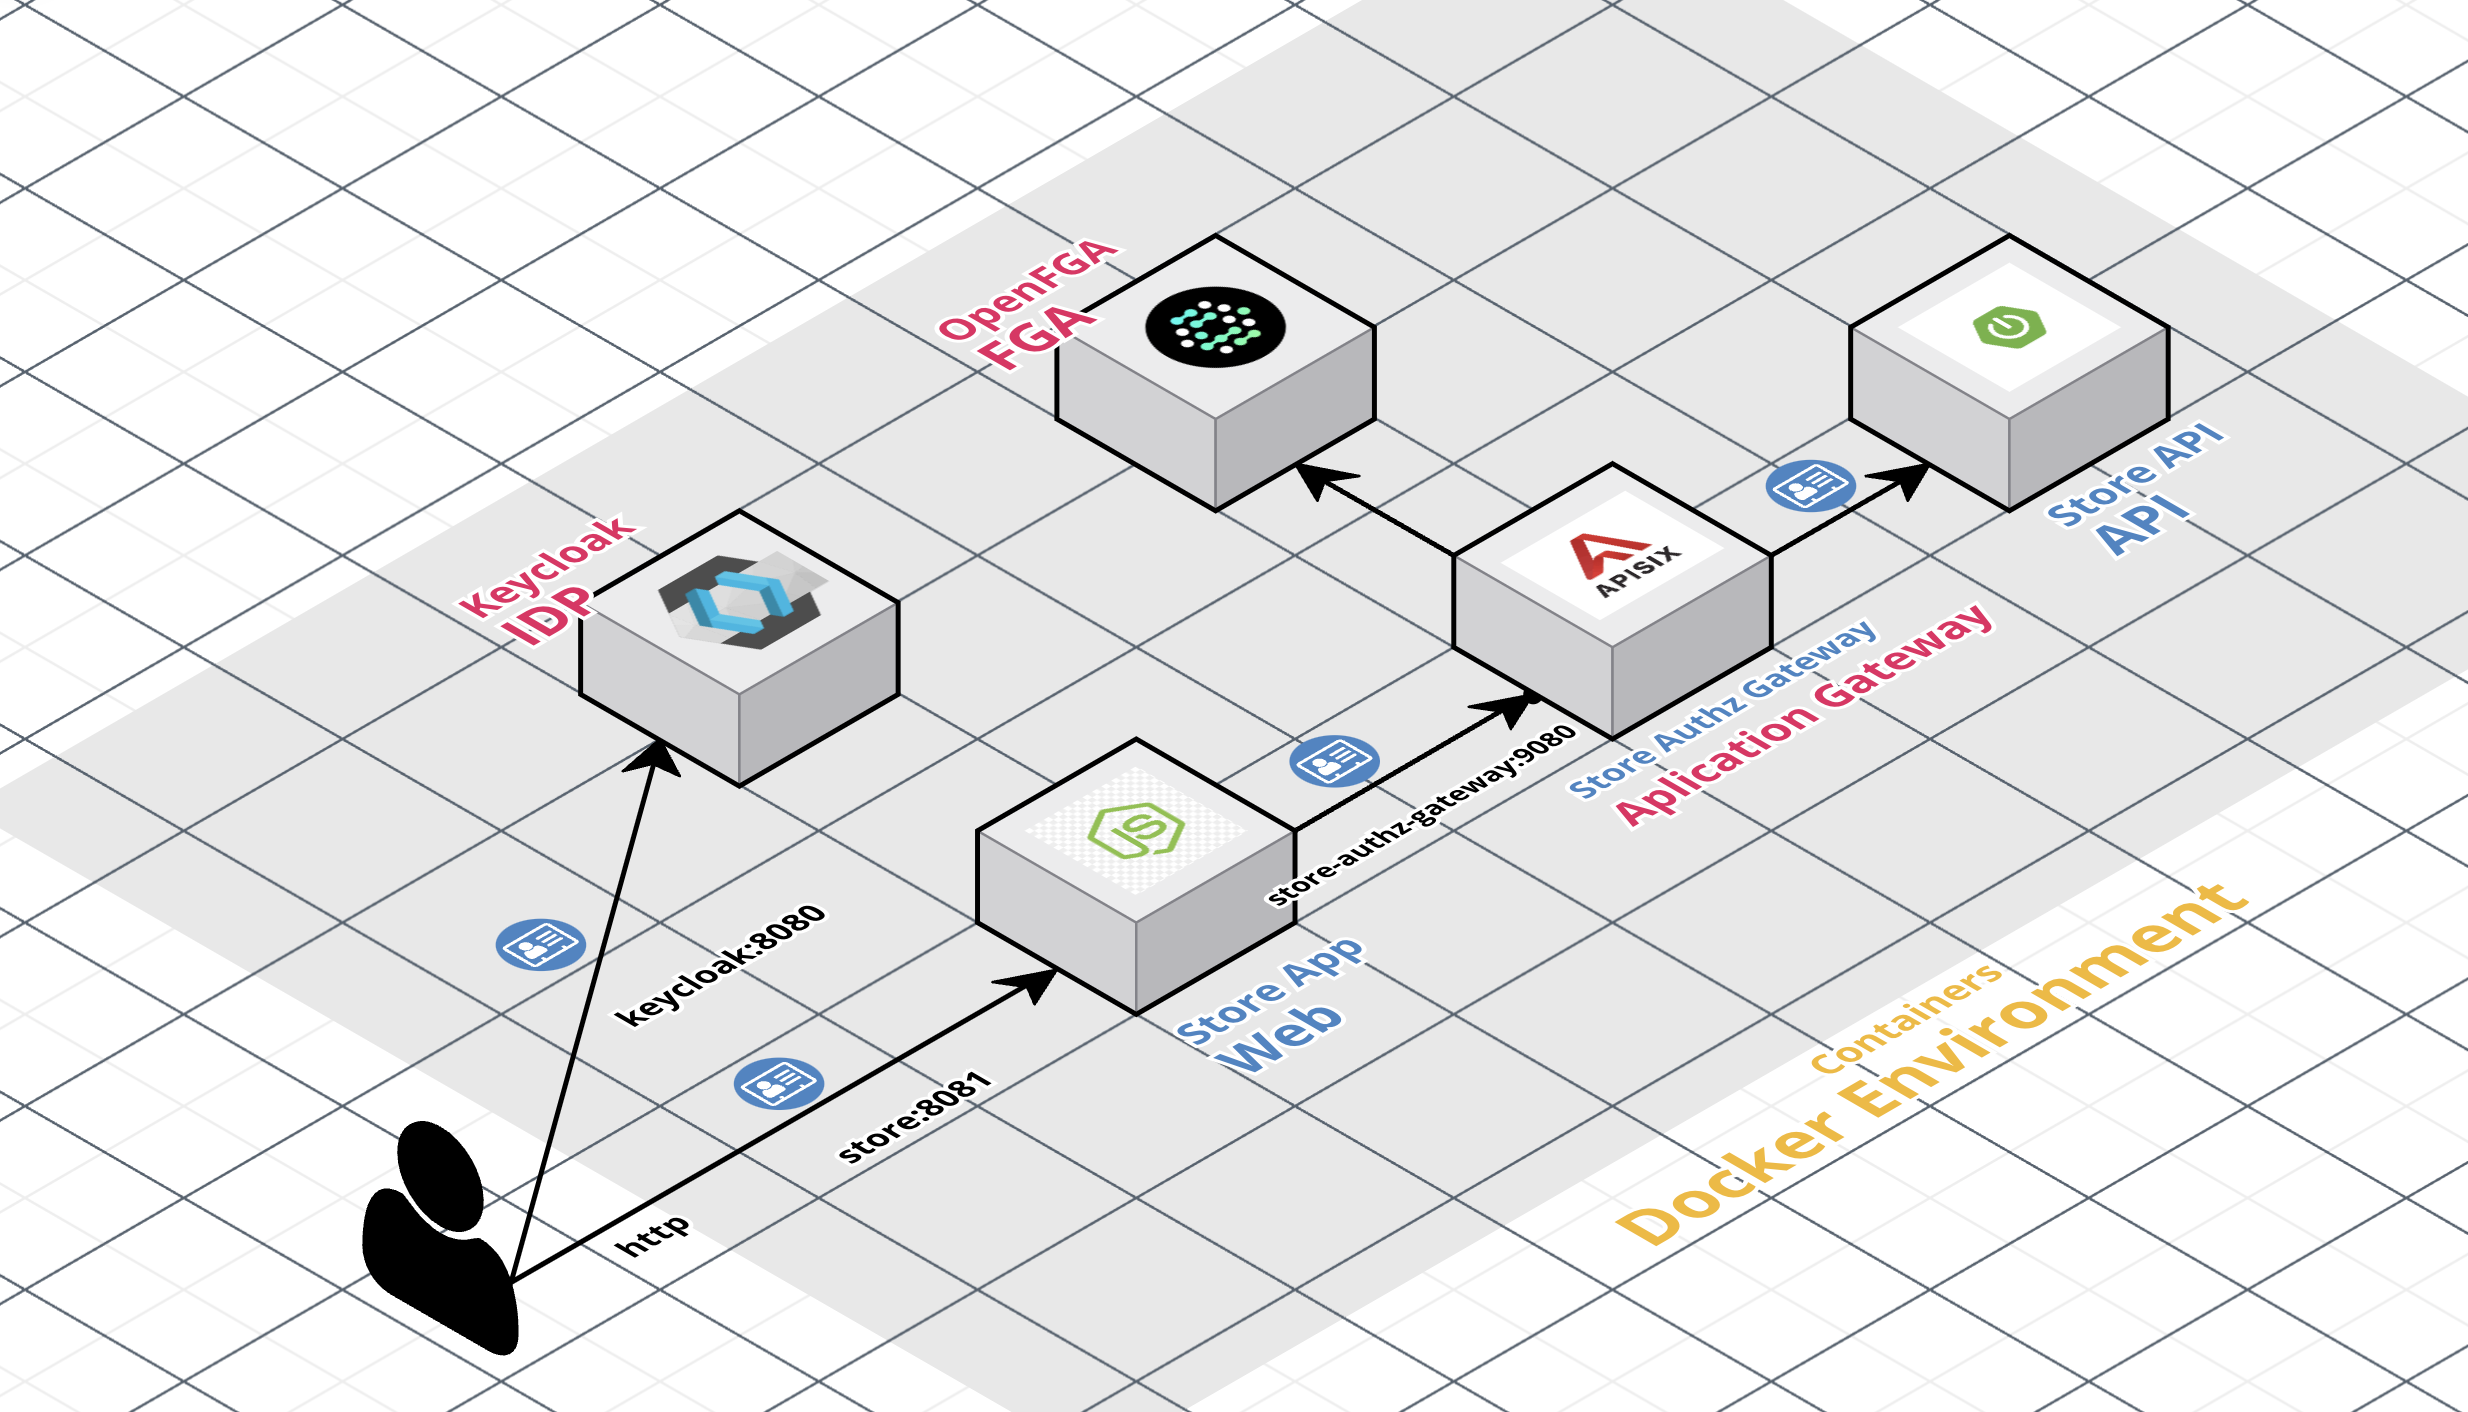 OpenFGA
FGA
Keycloak
IDP
Store API
API
APISIX
Store Authz Gateway
Aplication Gateway
store-authz-gateway:9080
JS
Store App
Web
keycloak:8080
store:8081
http
Containers
Docker Environment